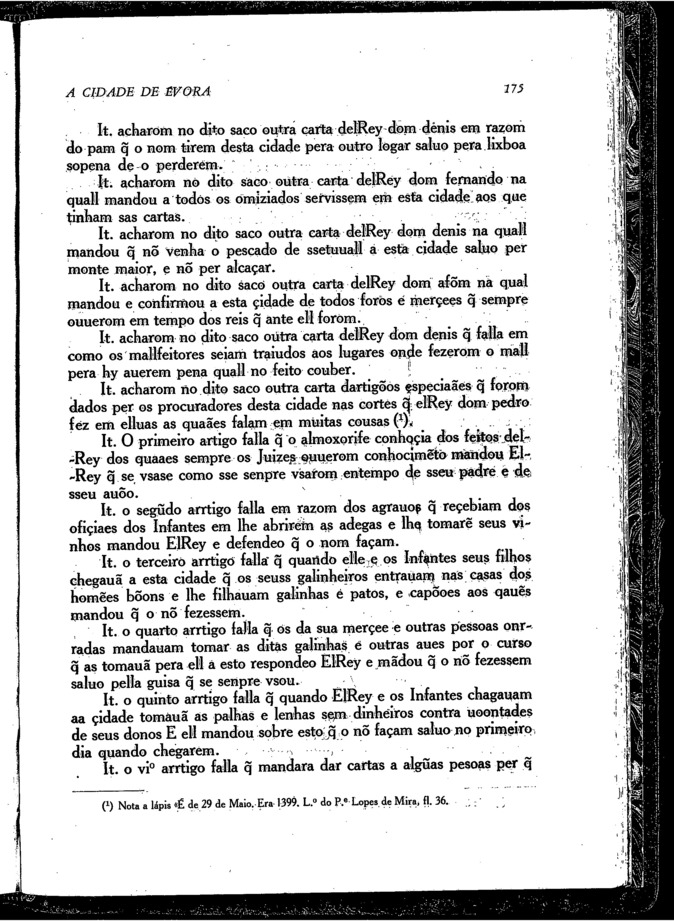 A CIDADE DE ÉVORA 175
It. acharom no dito saco outra carta delRey dom denis em razom
do pam q̃ o nom tirem desta cidade pera outro logar saluo pera lixboa
sopena de o perderem.
It. acharom no dito saco outra carta delRey dom fernando na
quall mandou a todos os omiziados servissem em esta cidade aos que
tinham sas cartas.
It. acharom no dito saco outra carta delRey dom denis na quall
mandou q̃ nõ venha o pescado de ssetuuall a esta cidade saluo per
monte maior, e nõ per alcaçar.
It. acharom no dito saco outra carta delRey dom afõm na qual
mandou e confirmou a esta çidade de todos foros e merçees q̃ sempre
ouuerom em tempo dos reis q̃ ante ell forom.
It. acharom no dito saco outra carta delRey dom denis q̃ falla em
como os mallfeitores seiam traiudos aos lugares onde fezerom o mall
pera hy auerem pena quall no feito couber.
It. acharom no dito saco outra carta dartigõos especiaães q̃ forom
dados per os procuradores desta cidade nas cortes q̃ elRey dom pedro
fez em elluas as quaães falam em muitas cousas (¹).
It. O primeiro artigo falla q̃ o almoxorife conhoçia dos feitos del-
-Rey dos quaaes sempre os Juizes ouuerom conhocimẽto mandou El-
-Rey q̃ se vsase como sse senpre vsarom entempo de sseu padre e de
sseu auõo.
It. o segũdo arrtigo falla em razom dos agrauos q̃ reçebiam dos
ofiçiaes dos Infantes em lhe abrirem as adegas e lhe tomarẽ seus vi-
nhos mandou ElRey e defendeo q̃ o nom façam.
It. o terceiro arrtigo falla q̃ quando elle e os Infantes seus filhos
chegauã a esta cidade q̃ os seuss galinheiros entrauam nas casas dos
homẽes bõons e lhe filhauam galinhas e patos, e capõoes aos qauẽs
mandou q̃ o nõ fezessem.
It. o quarto arrtigo falla q̃ os da sua merçee e outras pessoas onr-
radas mandauam tomar as ditas galinhas e outras aues por o curso
q̃ as tomauã pera ell a esto respondeo ElRey e mãdou q̃ o nõ fezessem
saluo pella guisa q̃ se senpre vsou.
It. o quinto arrtigo falla q̃ quando ElRey e os Infantes chagauam
aa çidade tomauã as palhas e lenhas sem dinheiros contra uoontades
de seus donos E ell mandou sobre esto q̃ o nõ façam saluo no primeiro
dia quando chegarem.
It. o viº arrtigo falla q̃ mandara dar cartas a algũas pesoas per q̃
(¹) Nota a lápis «É de 29 de Maio. Era 1399. L.º do P.e Lopes de Mira, fl. 36.